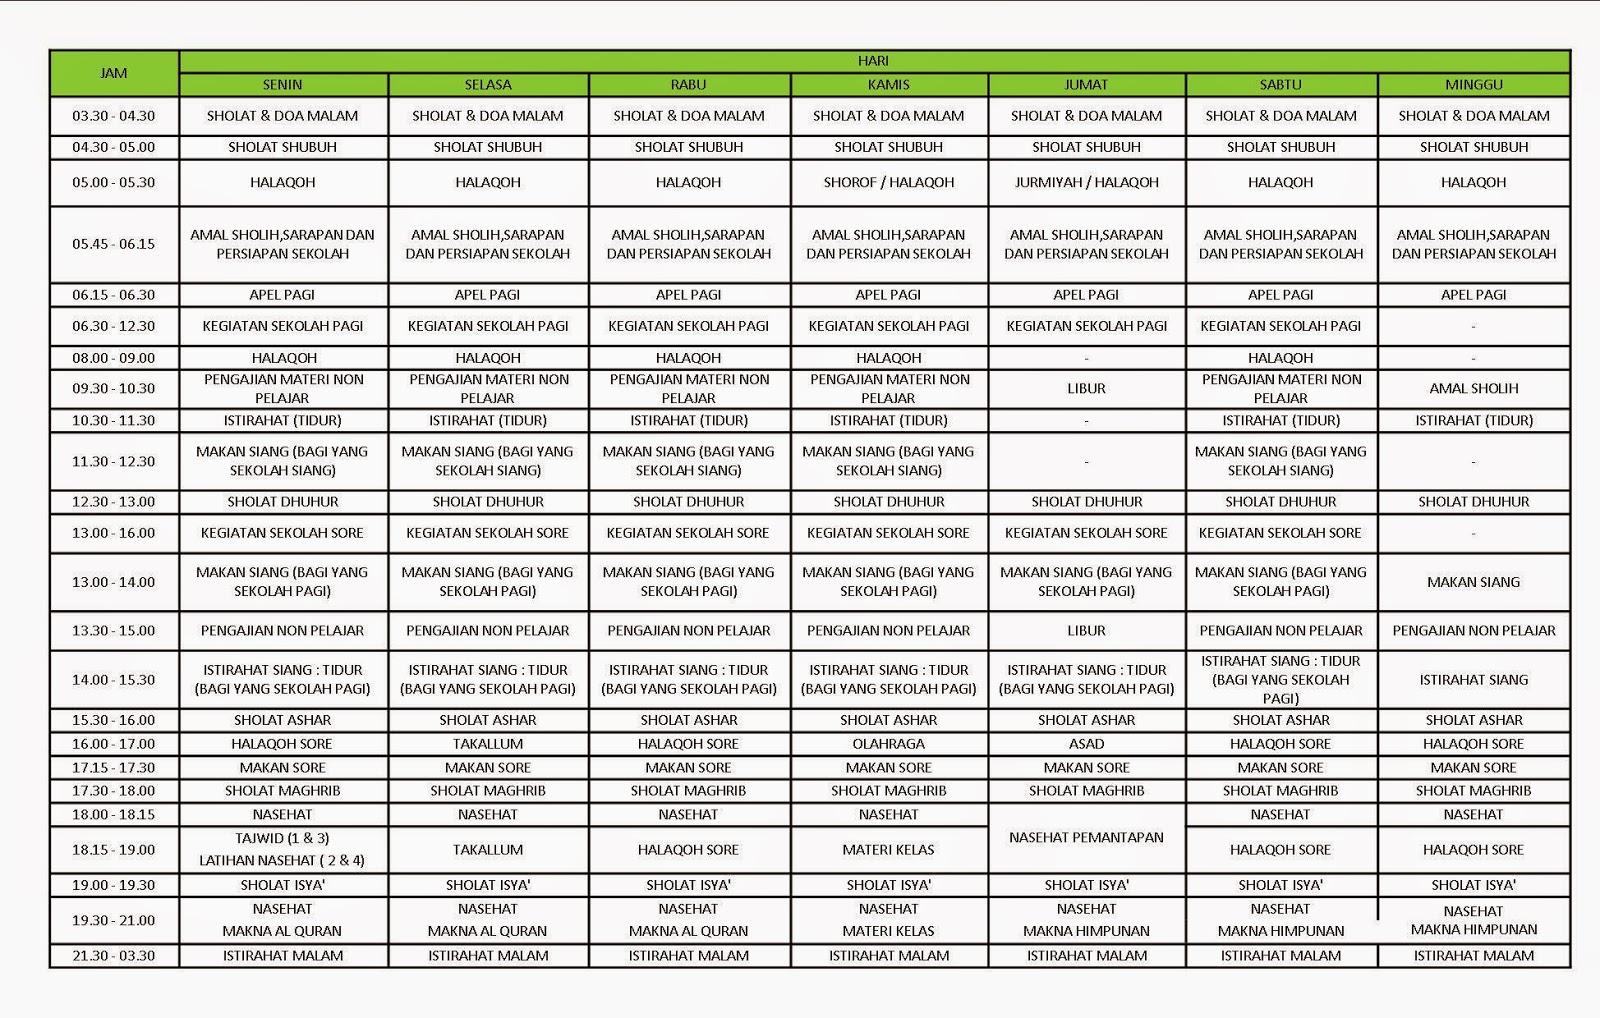 JAM HARI
SENIN SELASA RABU KAMIS JUMAT SABTU MINGGU
03.30 - 04.30 SHOLAT & DOA MALAM SHOLAT & DOA MALAM SHOLAT & DOA MALAM SHOLAT & DOA MALAM SHOLAT & DOA MALAM SHOLAT & DOA MALAM SHOLAT & DOA MALAM
04.30 - 05.00 SHOLAT SHUBUH SHOLAT SHUBUH SHOLAT SHUBUH SHOLAT SHUBUH SHOLAT SHUBUH SHOLAT SHUBUH SHOLAT SHUBUH
05.00 - 05.30 HALAQOH HALAQOH HALAQOH SHOROF / HALAQOH JURMIYAH / HALAQOH HALAQOH HALAQOH
05.45 - 06.15 AMAL SHOLIH,SARAPAN DAN PERSIAPAN SEKOLAH AMAL SHOLIH,SARAPAN DAN PERSIAPAN SEKOLAH AMAL SHOLIH,SARAPAN DAN PERSIAPAN SEKOLAH AMAL SHOLIH,SARAPAN DAN PERSIAPAN SEKOLAH AMAL SHOLIH,SARAPAN DAN PERSIAPAN SEKOLAH AMAL SHOLIH,SARAPAN DAN PERSIAPAN SEKOLAH AMAL SHOLIH,SARAPAN DAN PERSIAPAN SEKOLAH
06.15 - 06.30 APEL PAGI APEL PAGI APEL PAGI APEL PAGI APEL PAGI APEL PAGI APEL PAGI
06.30 - 12.30 KEGIATAN SEKOLAH PAGI KEGIATAN SEKOLAH PAGI KEGIATAN SEKOLAH PAGI KEGIATAN SEKOLAH PAGI KEGIATAN SEKOLAH PAGI KEGIATAN SEKOLAH PAGI -
08.00 - 09.00 HALAQOH HALAQOH HALAQOH HALAQOH - HALAQOH -
09.30 - 10.30 PENGAJIAN MATERI NON PELAJAR PENGAJIAN MATERI NON PELAJAR PENGAJIAN MATERI NON PELAJAR PENGAJIAN MATERI NON PELAJAR LIBUR PENGAJIAN MATERI NON PELAJAR AMAL SHOLIH
10.30 - 11.30 ISTIRAHAT (TIDUR) ISTIRAHAT (TIDUR) ISTIRAHAT (TIDUR) ISTIRAHAT (TIDUR) - ISTIRAHAT (TIDUR) ISTIRAHAT (TIDUR)
11.30 - 12.30 MAKAN SIANG (BAGI YANG SEKOLAH SIANG) MAKAN SIANG (BAGI YANG SEKOLAH SIANG) MAKAN SIANG (BAGI YANG SEKOLAH SIANG) MAKAN SIANG (BAGI YANG SEKOLAH SIANG) - MAKAN SIANG (BAGI YANG SEKOLAH SIANG) -
12.30 - 13.00 SHOLAT DHUHUR SHOLAT DHUHUR SHOLAT DHUHUR SHOLAT DHUHUR SHOLAT DHUHUR SHOLAT DHUHUR SHOLAT DHUHUR
13.00 - 16.00 KEGIATAN SEKOLAH SORE KEGIATAN SEKOLAH SORE KEGIATAN SEKOLAH SORE KEGIATAN SEKOLAH SORE KEGIATAN SEKOLAH SORE KEGIATAN SEKOLAH SORE -
13.00 - 14.00 MAKAN SIANG (BAGI YANG SEKOLAH PAGI) MAKAN SIANG (BAGI YANG SEKOLAH PAGI) MAKAN SIANG (BAGI YANG SEKOLAH PAGI) MAKAN SIANG (BAGI YANG SEKOLAH PAGI) MAKAN SIANG (BAGI YANG SEKOLAH PAGI) MAKAN SIANG (BAGI YANG SEKOLAH PAGI) MAKAN SIANG
13.30 - 15.00 PENGAJIAN NON PELAJAR PENGAJIAN NON PELAJAR PENGAJIAN NON PELAJAR PENGAJIAN NON PELAJAR LIBUR PENGAJIAN NON PELAJAR PENGAJIAN NON PELAJAR
14.00 - 15.30 ISTIRAHAT SIANG : TIDUR (BAGI YANG SEKOLAH PAGI) ISTIRAHAT SIANG : TIDUR (BAGI YANG SEKOLAH PAGI) ISTIRAHAT SIANG : TIDUR (BAGI YANG SEKOLAH PAGI) ISTIRAHAT SIANG : TIDUR (BAGI YANG SEKOLAH PAGI) ISTIRAHAT SIANG : TIDUR (BAGI YANG SEKOLAH PAGI) ISTIRAHAT SIANG : TIDUR (BAGI YANG SEKOLAH PAGI) ISTIRAHAT SIANG
15.30 - 16.00 SHOLAT ASHAR SHOLAT ASHAR SHOLAT ASHAR SHOLAT ASHAR SHOLAT ASHAR SHOLAT ASHAR SHOLAT ASHAR
16.00 - 17.00 HALAQOH SORE TAKALLUM HALAQOH SORE OLAHRAGA ASAD HALAQOH SORE HALAQOH SORE
17.15 - 17.30 MAKAN SORE MAKAN SORE MAKAN SORE MAKAN SORE MAKAN SORE MAKAN SORE MAKAN SORE
17.30 - 18.00 SHOLAT MAGHRIB SHOLAT MAGHRIB SHOLAT MAGHRIB SHOLAT MAGHRIB SHOLAT MAGHRIB SHOLAT MAGHRIB SHOLAT MAGHRIB
18.00 - 18.15 NASEHAT NASEHAT NASEHAT NASEHAT NASEHAT PEMANTAPAN NASEHAT NASEHAT
18.15 - 19.00 TAJWID (1 & 3) LATIHAN NASEHAT ( 2 & 4) TAKALLUM HALAQOH SORE MATERI KELAS HALAQOH SORE HALAQOH SORE
19.00 - 19.30 SHOLAT ISYA' SHOLAT ISYA' SHOLAT ISYA' SHOLAT ISYA' SHOLAT ISYA' SHOLAT ISYA' SHOLAT ISYA'
19.30 - 21.00 NASEHAT MAKNA AL QURAN NASEHAT MAKNA AL QURAN NASEHAT MAKNA AL QURAN NASEHAT MATERI KELAS NASEHAT MAKNA HIMPUNAN NASEHAT MAKNA HIMPUNAN NASEHAT MAKNA HIMPUNAN
21.30 - 03.30 ISTIRAHAT MALAM ISTIRAHAT MALAM ISTIRAHAT MALAM ISTIRAHAT MALAM ISTIRAHAT MALAM ISTIRAHAT MALAM ISTIRAHAT MALAM